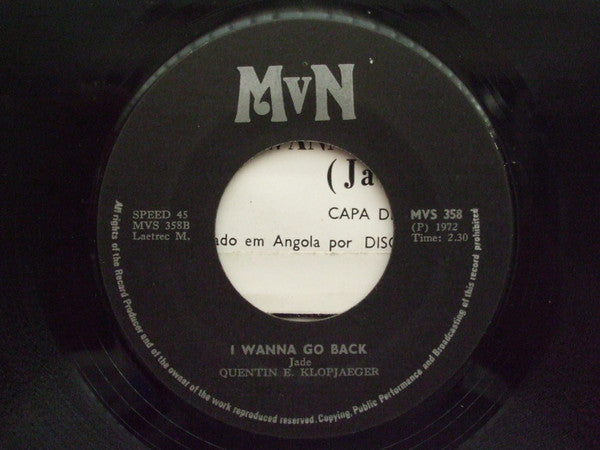 MvN
ANN
(Ja
CAPA D
ado em Angola por DISC
SPEED 45
MVS 358B
Laetrec M.
MVS 358
(P) 1972
Time: 2.30
I WANNA GO BACK
Jade
QUENTIN E. KLOPJAEGER
All rights of the Record Producer and of the Owner of the work reproduced reserved. Copying, Public Performance and Broadcasting of this record prohibited